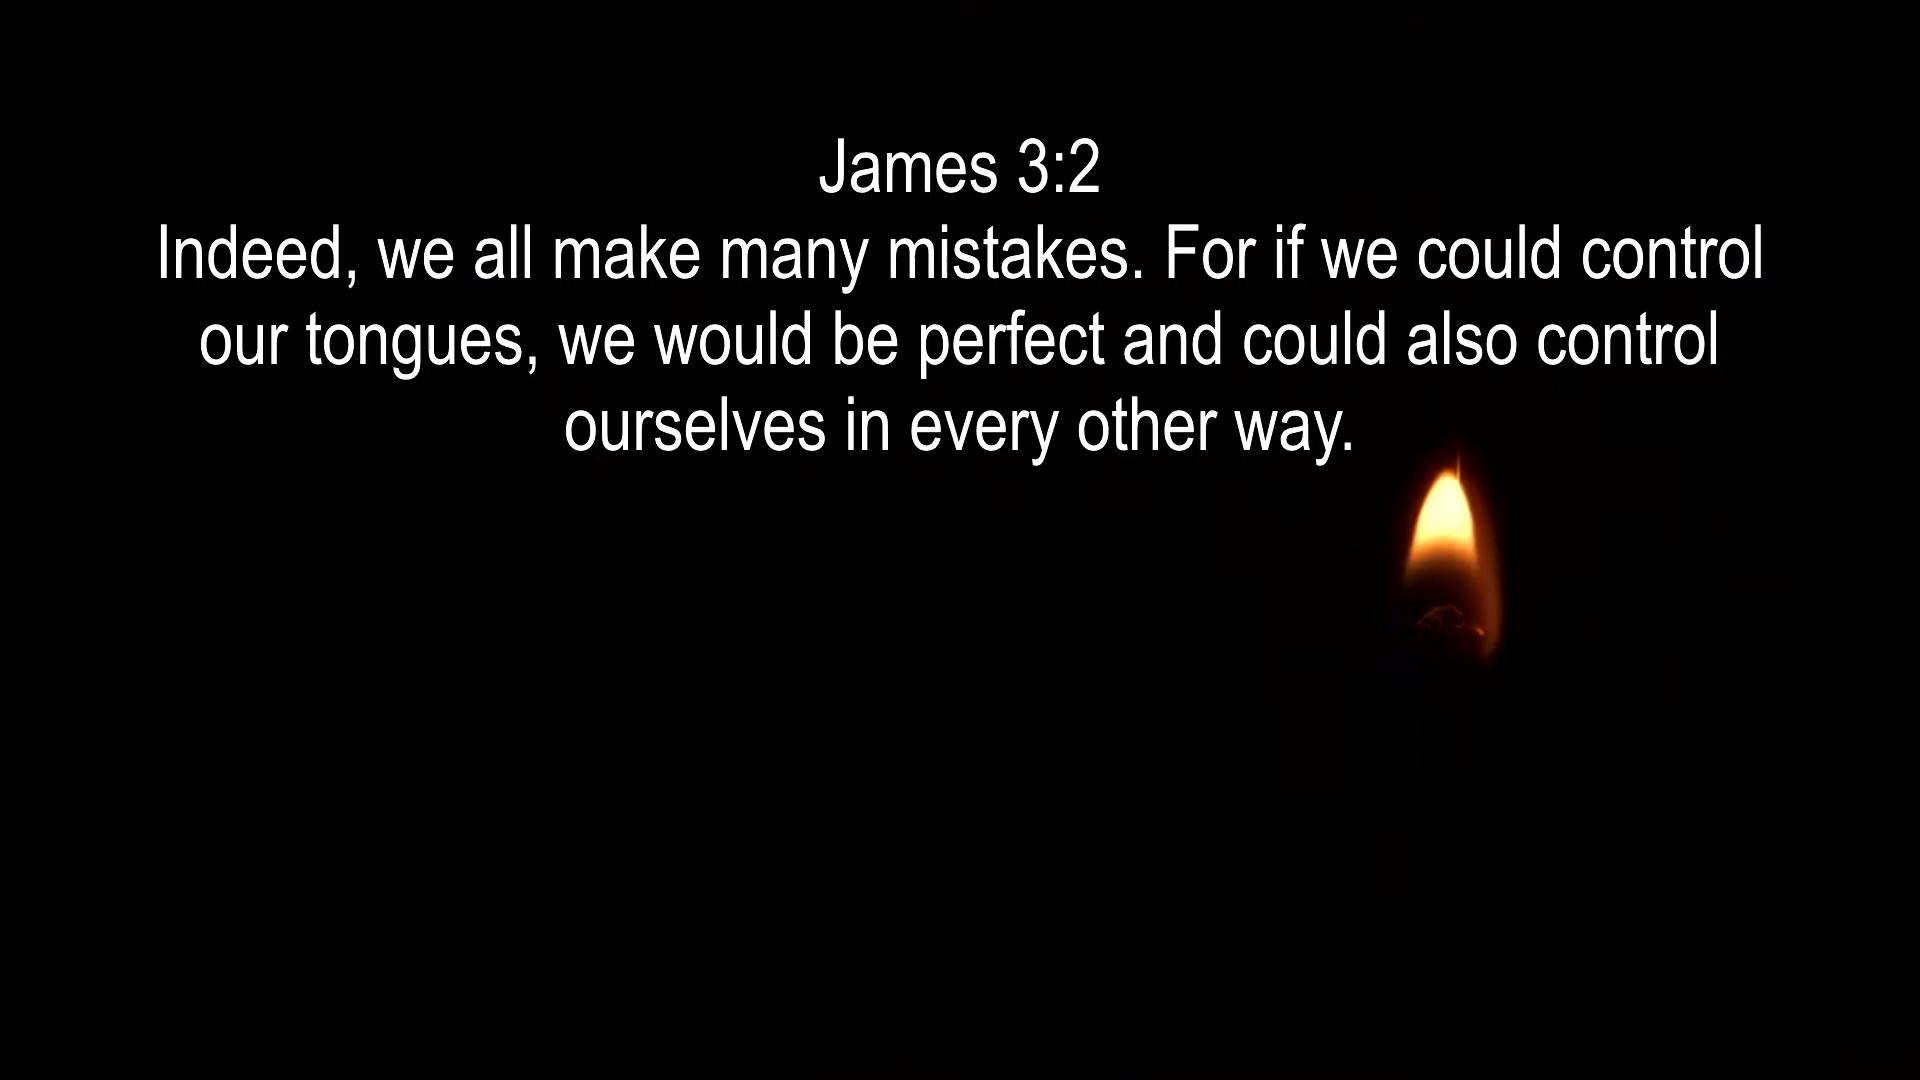 James 3:2
Indeed, we all make many mistakes. For if we could control
our tongues, we would be perfect and could also control
ourselves in every other way.